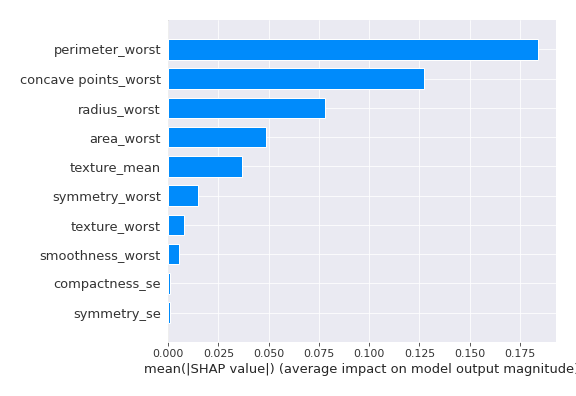 perimeter_worst
concave points_worst
radius_worst
area_worst
texture_mean
symmetry_worst
texture_worst
smoothness_worst
compactness_se
symmetry_se
0.000 0.025 0.050 0.075 0.100 0.125 0.150 0.175
mean(|SHAP value|) (average impact on model output magnitude)